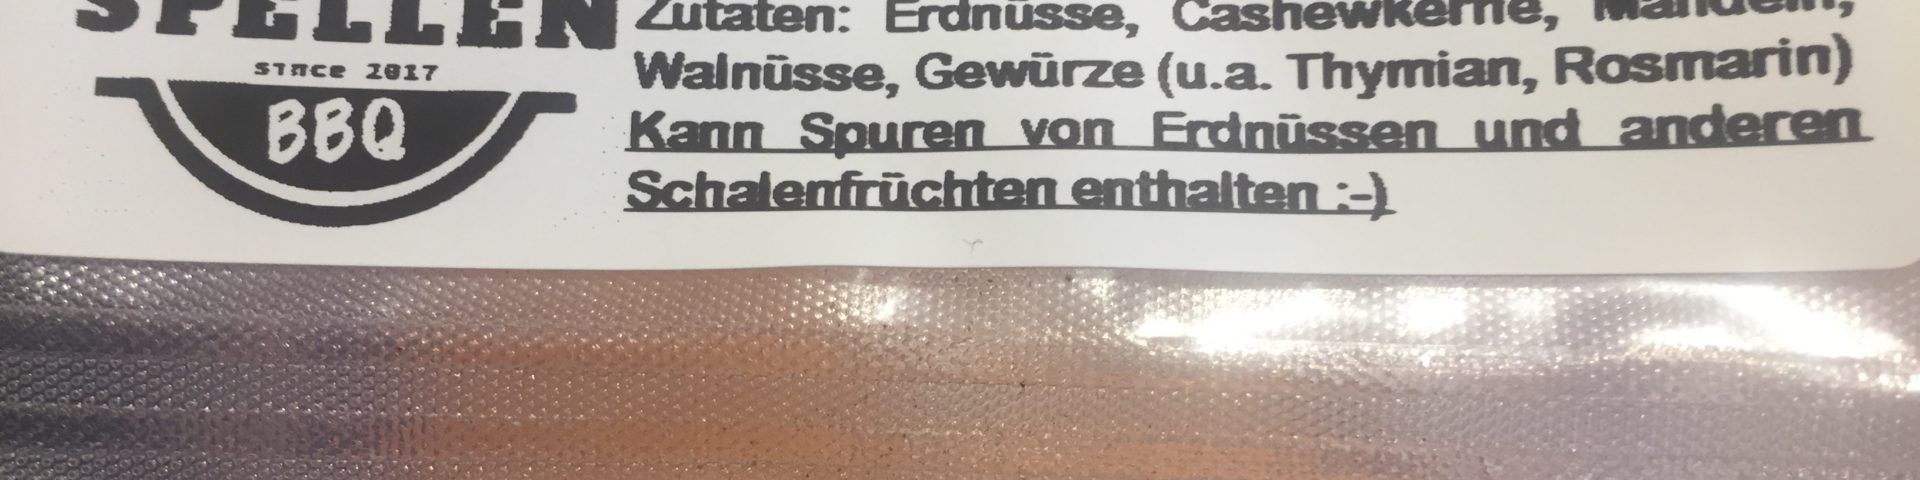 SPELLEN
since 2017
BBQ
Zutaten: Erdnüsse, Cashewkerne, Mandeln,
Walnüsse, Gewürze (u.a. Thymian, Rosmarin)
Kann Spuren von Erdnüssen und anderen
Schalenfrüchten enthalten :-)